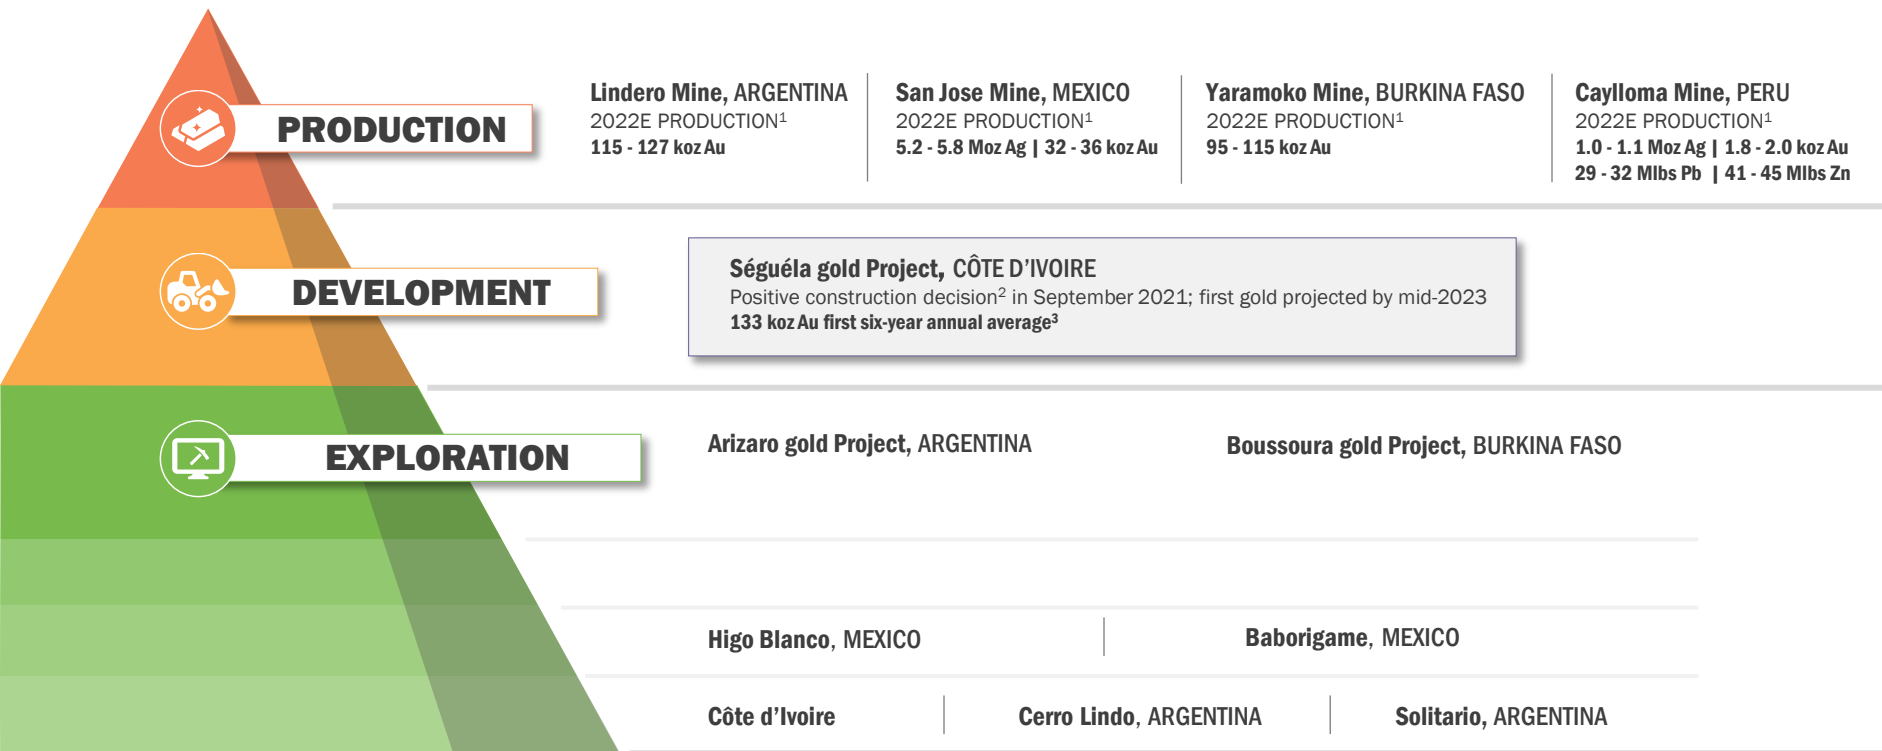 PRODUCTION
Lindero Mine, ARGENTINA
2022E PRODUCTION¹
115 - 127 koz Au
San Jose Mine, MEXICO
2022E PRODUCTION¹
5.2 - 5.8 Moz Ag | 32 - 36 koz Au
Yaramoko Mine, BURKINA FASO
2022E PRODUCTION¹
95 - 115 koz Au
Caylloma Mine, PERU
2022E PRODUCTION¹
1.0 - 1.1 Moz Ag | 1.8 - 2.0 koz Au
29 - 32 Mlbs Pb | 41 - 45 Mlbs Zn
DEVELOPMENT
Séguéla gold Project, CÔTE D'IVOIRE
Positive construction decision² in September 2021; first gold projected by mid-2023
133 koz Au first six-year annual average³
EXPLORATION
Arizaro gold Project, ARGENTINA
Boussoura gold Project, BURKINA FASO
Higo Blanco, MEXICO
Baborigame, MEXICO
Côte d'Ivoire
Cerro Lindo, ARGENTINA
Solitario, ARGENTINA